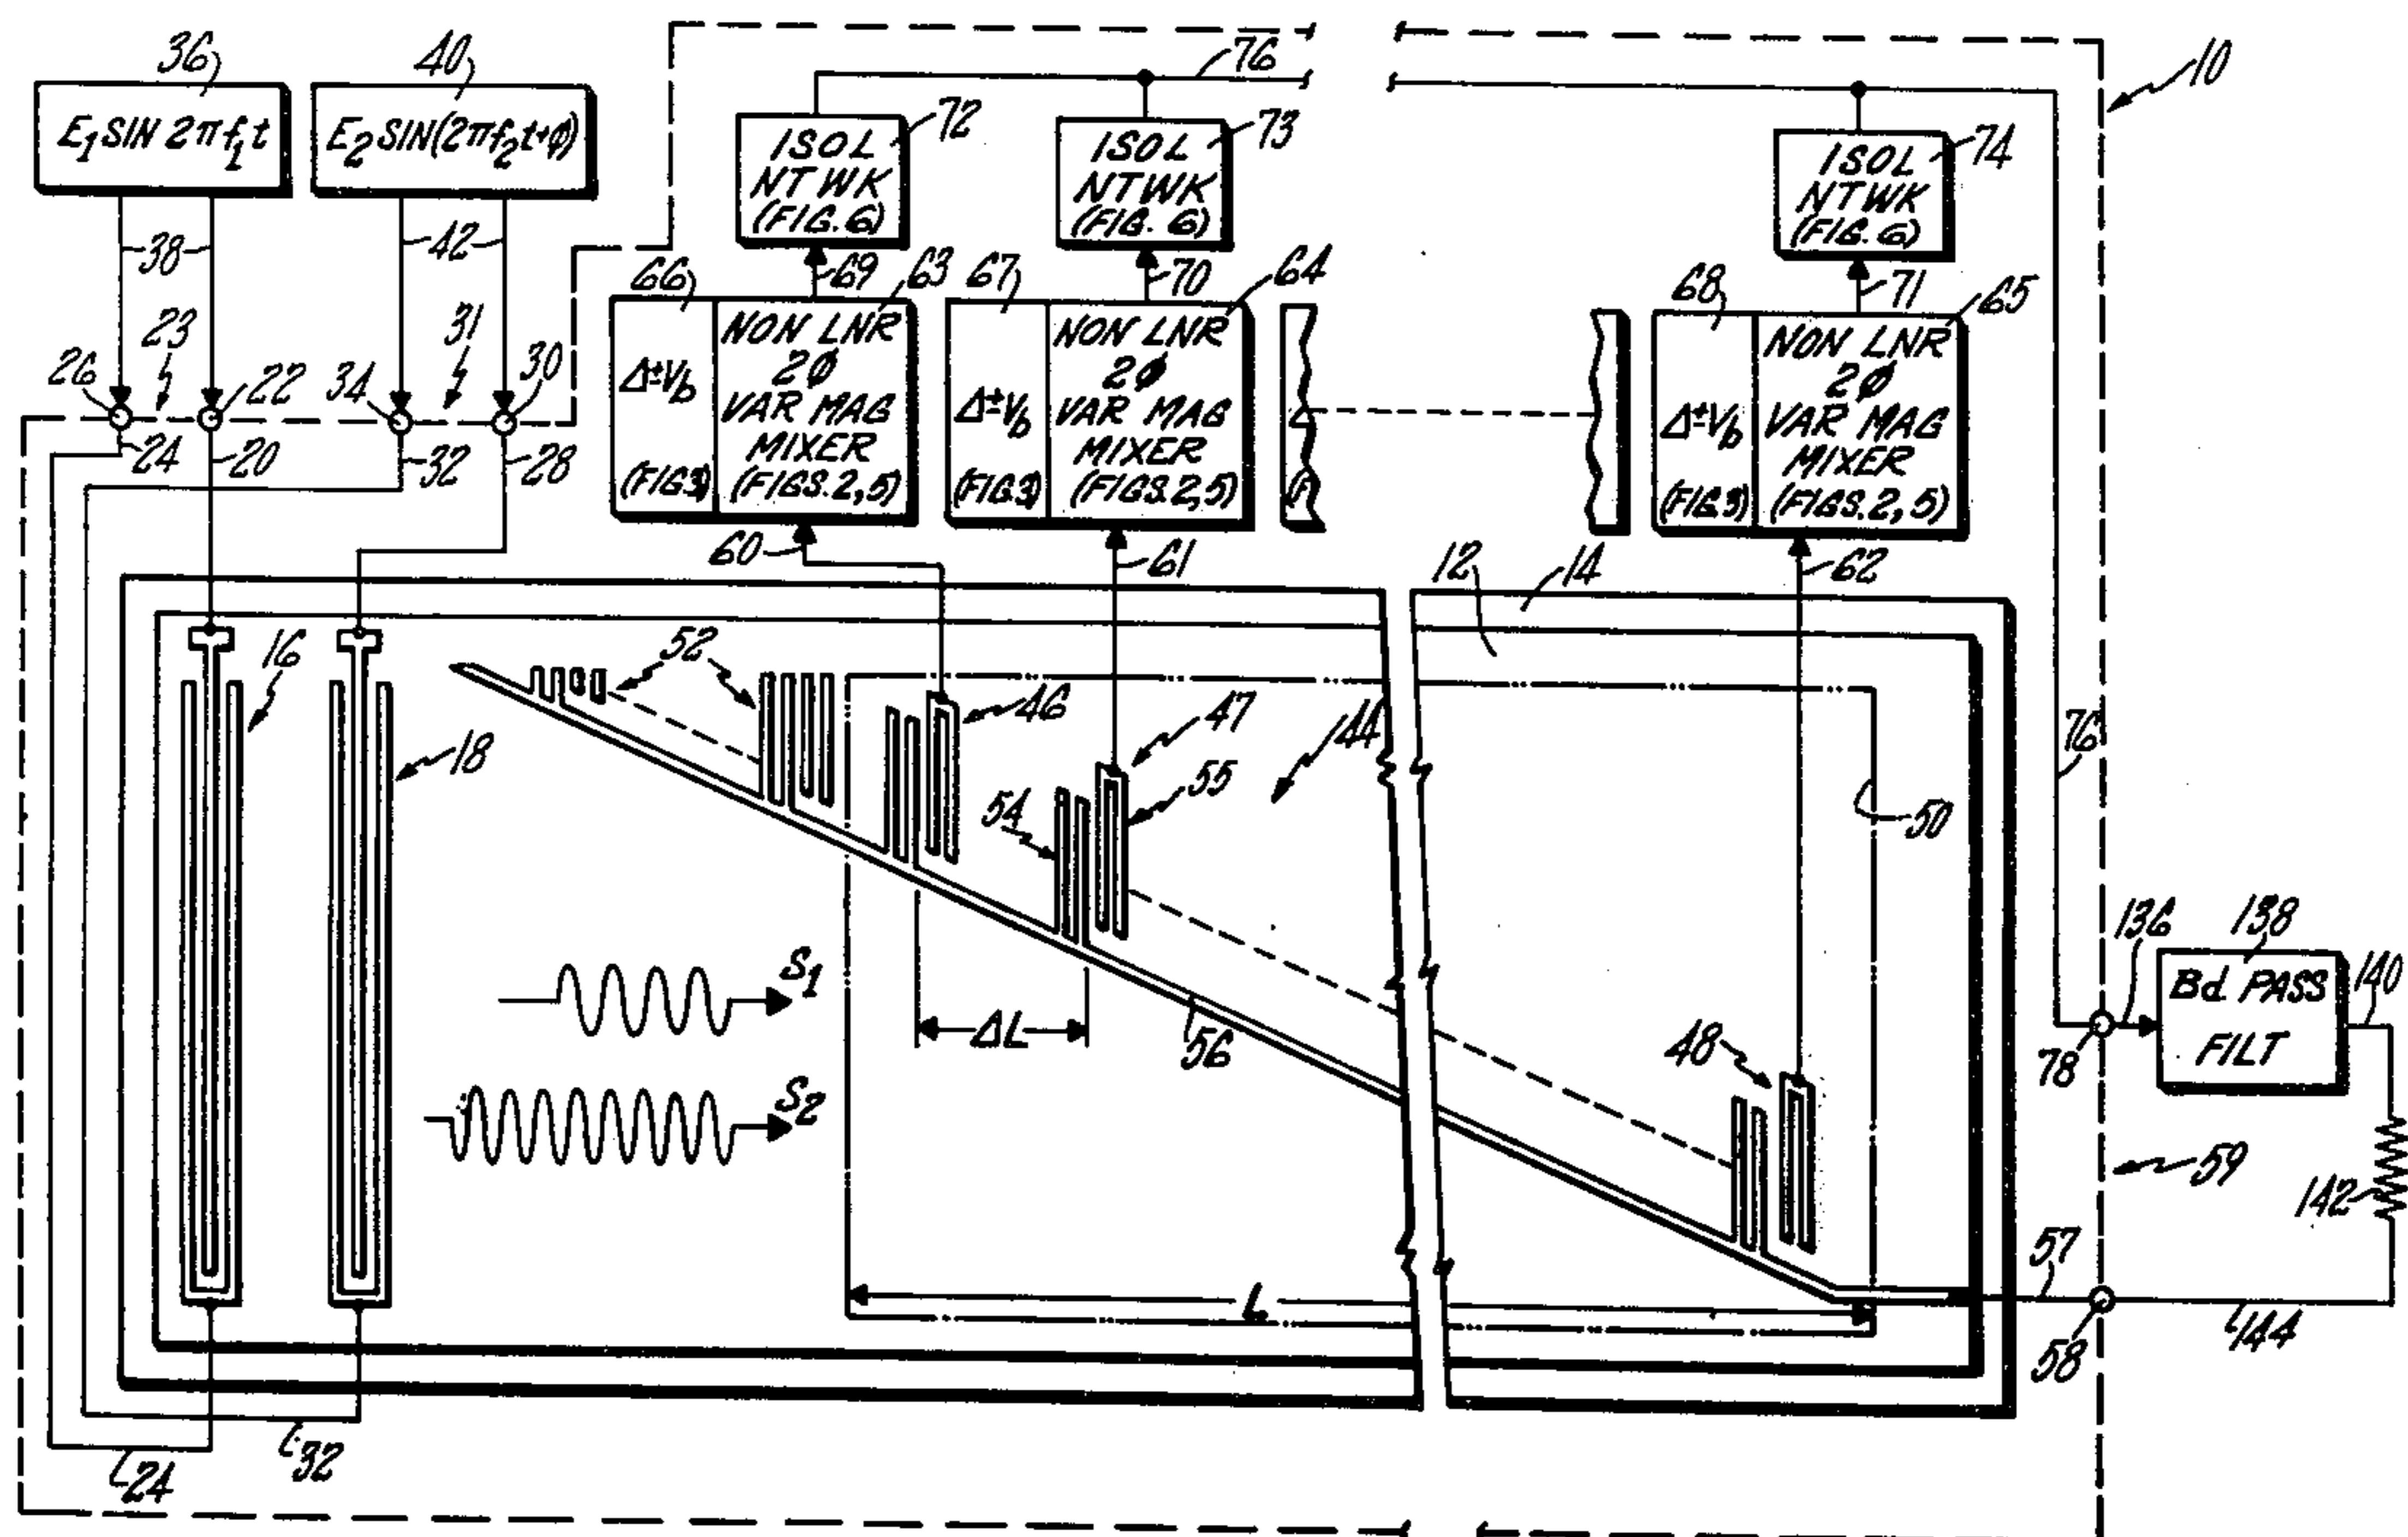 36
40
76
10
E1 SIN 2πf1t
E2 SIN(2πf2t+φ)
72
73
74
ISOL
NTWK
(FIG. 6)
ISOL
NTWK
(FIG. 6)
ISOL
NTWK
(FIG. 6)
38
42
66
69
63
67
70
64
68
71
65
23
31
26
22
34
30
Δ±Vb
(FIG3)
NON LNR
2φ
VAR MAG
MIXER
(FIGS. 2, 5)
Δ±Vb
(FIG.3)
NON LNR
2φ
VAR MAG
MIXER
(FIGS. 2, 5)
Δ±Vb
(FIG.3)
NON LNR
2φ
VAR MAG
MIXER
(FIGS. 2, 5)
24
20
32
28
60
61
62
12
14
16
52
46
47
44
76
18
54
55
50
S1
ΔL
56
48
136
138
140
Bd. PASS
FILT
78
S2
59
142
L
57
58
144
24
32